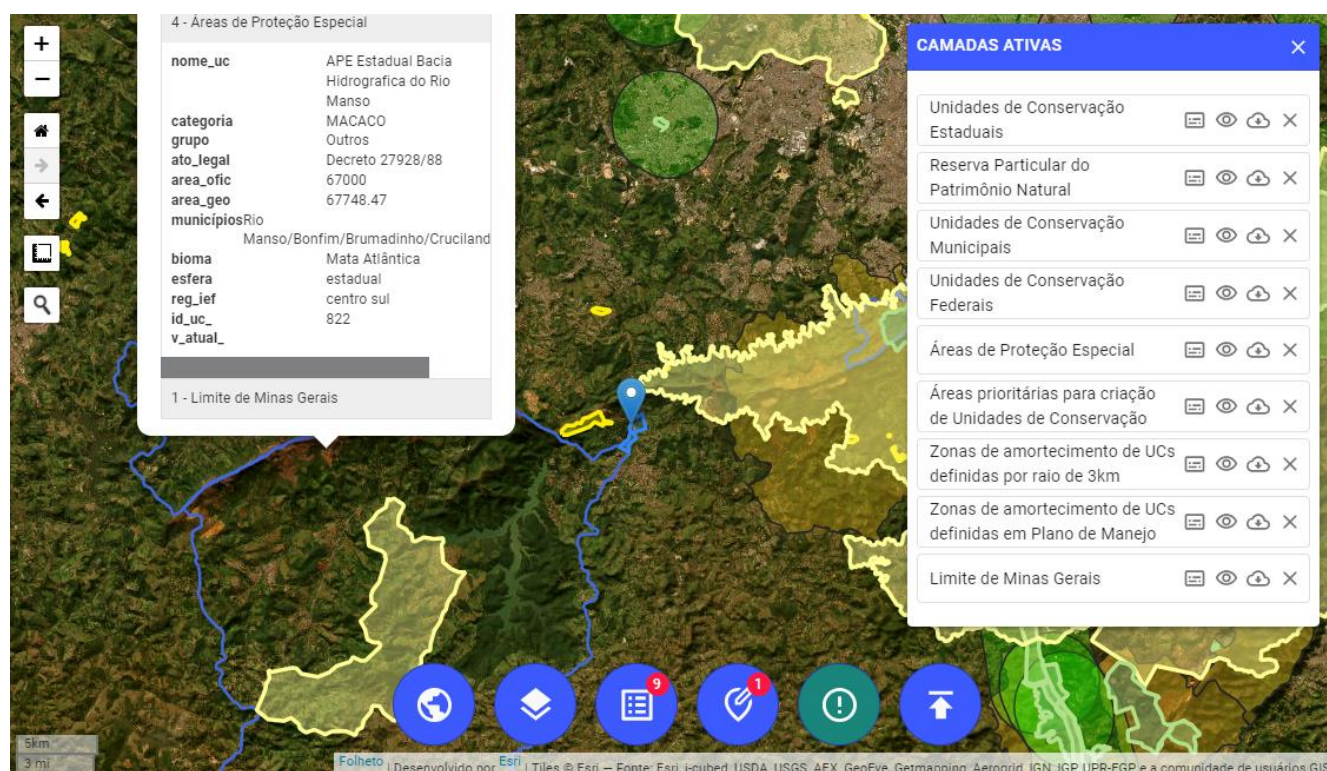 +
−
4 - Áreas de Proteção Especial
nome_uc APE Estadual Bacia
Hidrografica do Rio
Manso
categoria MACACO
grupo Outros
ato_legal Decreto 27928/88
area_ofic 67000
area_geo 67748.47
municípiosRio
Manso/Bonfim/Brumadinho/Cruciland
bioma Mata Atlântica
esfera estadual
reg_ief centro sul
id_uc_ 822
v_atual_
1 - Limite de Minas Gerais
CAMADAS ATIVAS
Unidades de Conservação
Estaduais
Reserva Particular do
Patrimônio Natural
Unidades de Conservação
Municipais
Unidades de Conservação
Federais
Áreas de Proteção Especial
Áreas prioritárias para criação
de Unidades de Conservação
Zonas de amortecimento de UCs
definidas por raio de 3km
Zonas de amortecimento de UCs
definidas em Plano de Manejo
Limite de Minas Gerais
9
1
5km
3 mi
Folheto | Desenvolvido por Esri | Tiles © Esri — Fonte: Esri, i-cubed, USDA, USGS, AEX, GeoEye, Getmapping, Aerogrid, IGN, IGP, UPR-EGP e a comunidade de usuários GIS